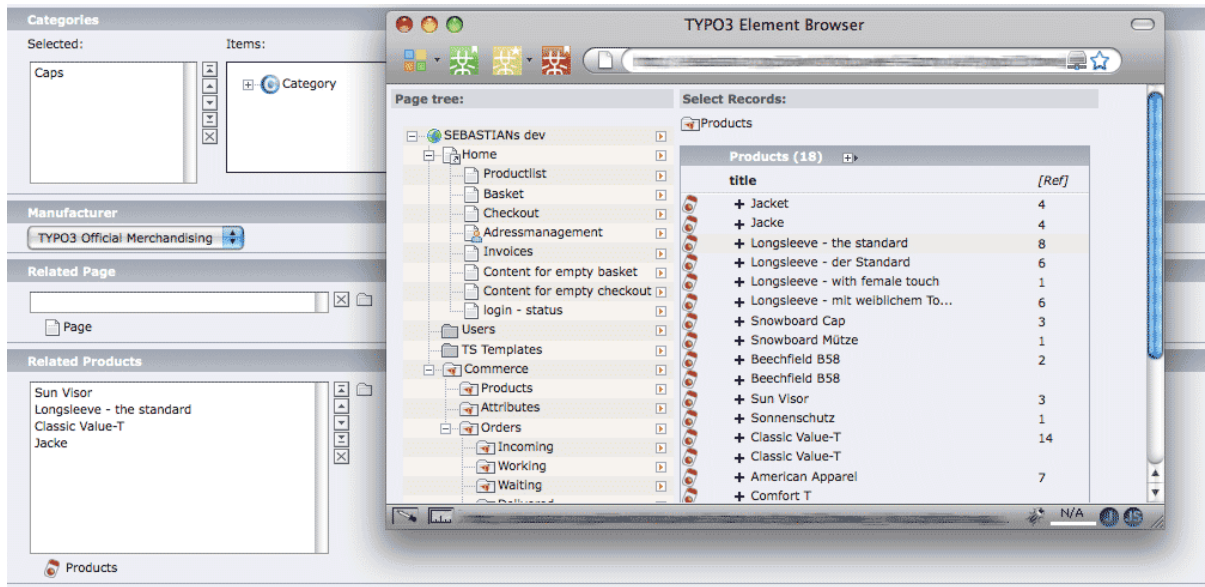 Categories
Selected:
Items:
Caps
Category
Manufacturer
TYPO3 Official Merchandising
Related Page
Page
Related Products
Sun Visor
Longsleeve - the standard
Classic Value-T
Jacke
Products
TYPO3 Element Browser
Page tree:
SEBASTIANs dev
Home
Productlist
Basket
Checkout
Adressmanagement
Invoices
Content for empty basket
Content for empty checkout
login - status
Users
TS Templates
Commerce
Products
Attributes
Orders
Incoming
Working
Waiting
Delivered
Select Records:
Products
Products (18)
title [Ref]
Jacket 4
Jacke 4
Longsleeve - the standard 8
Longsleeve - der Standard 6
Longsleeve - with female touch 1
Longsleeve - mit weiblichem To... 6
Snowboard Cap 3
Snowboard Mütze 1
Beechfield B58 2
Beechfield B58
Sun Visor 3
Sonnenschutz 1
Classic Value-T 14
Classic Value-T
American Apparel 7
Comfort T
N/A